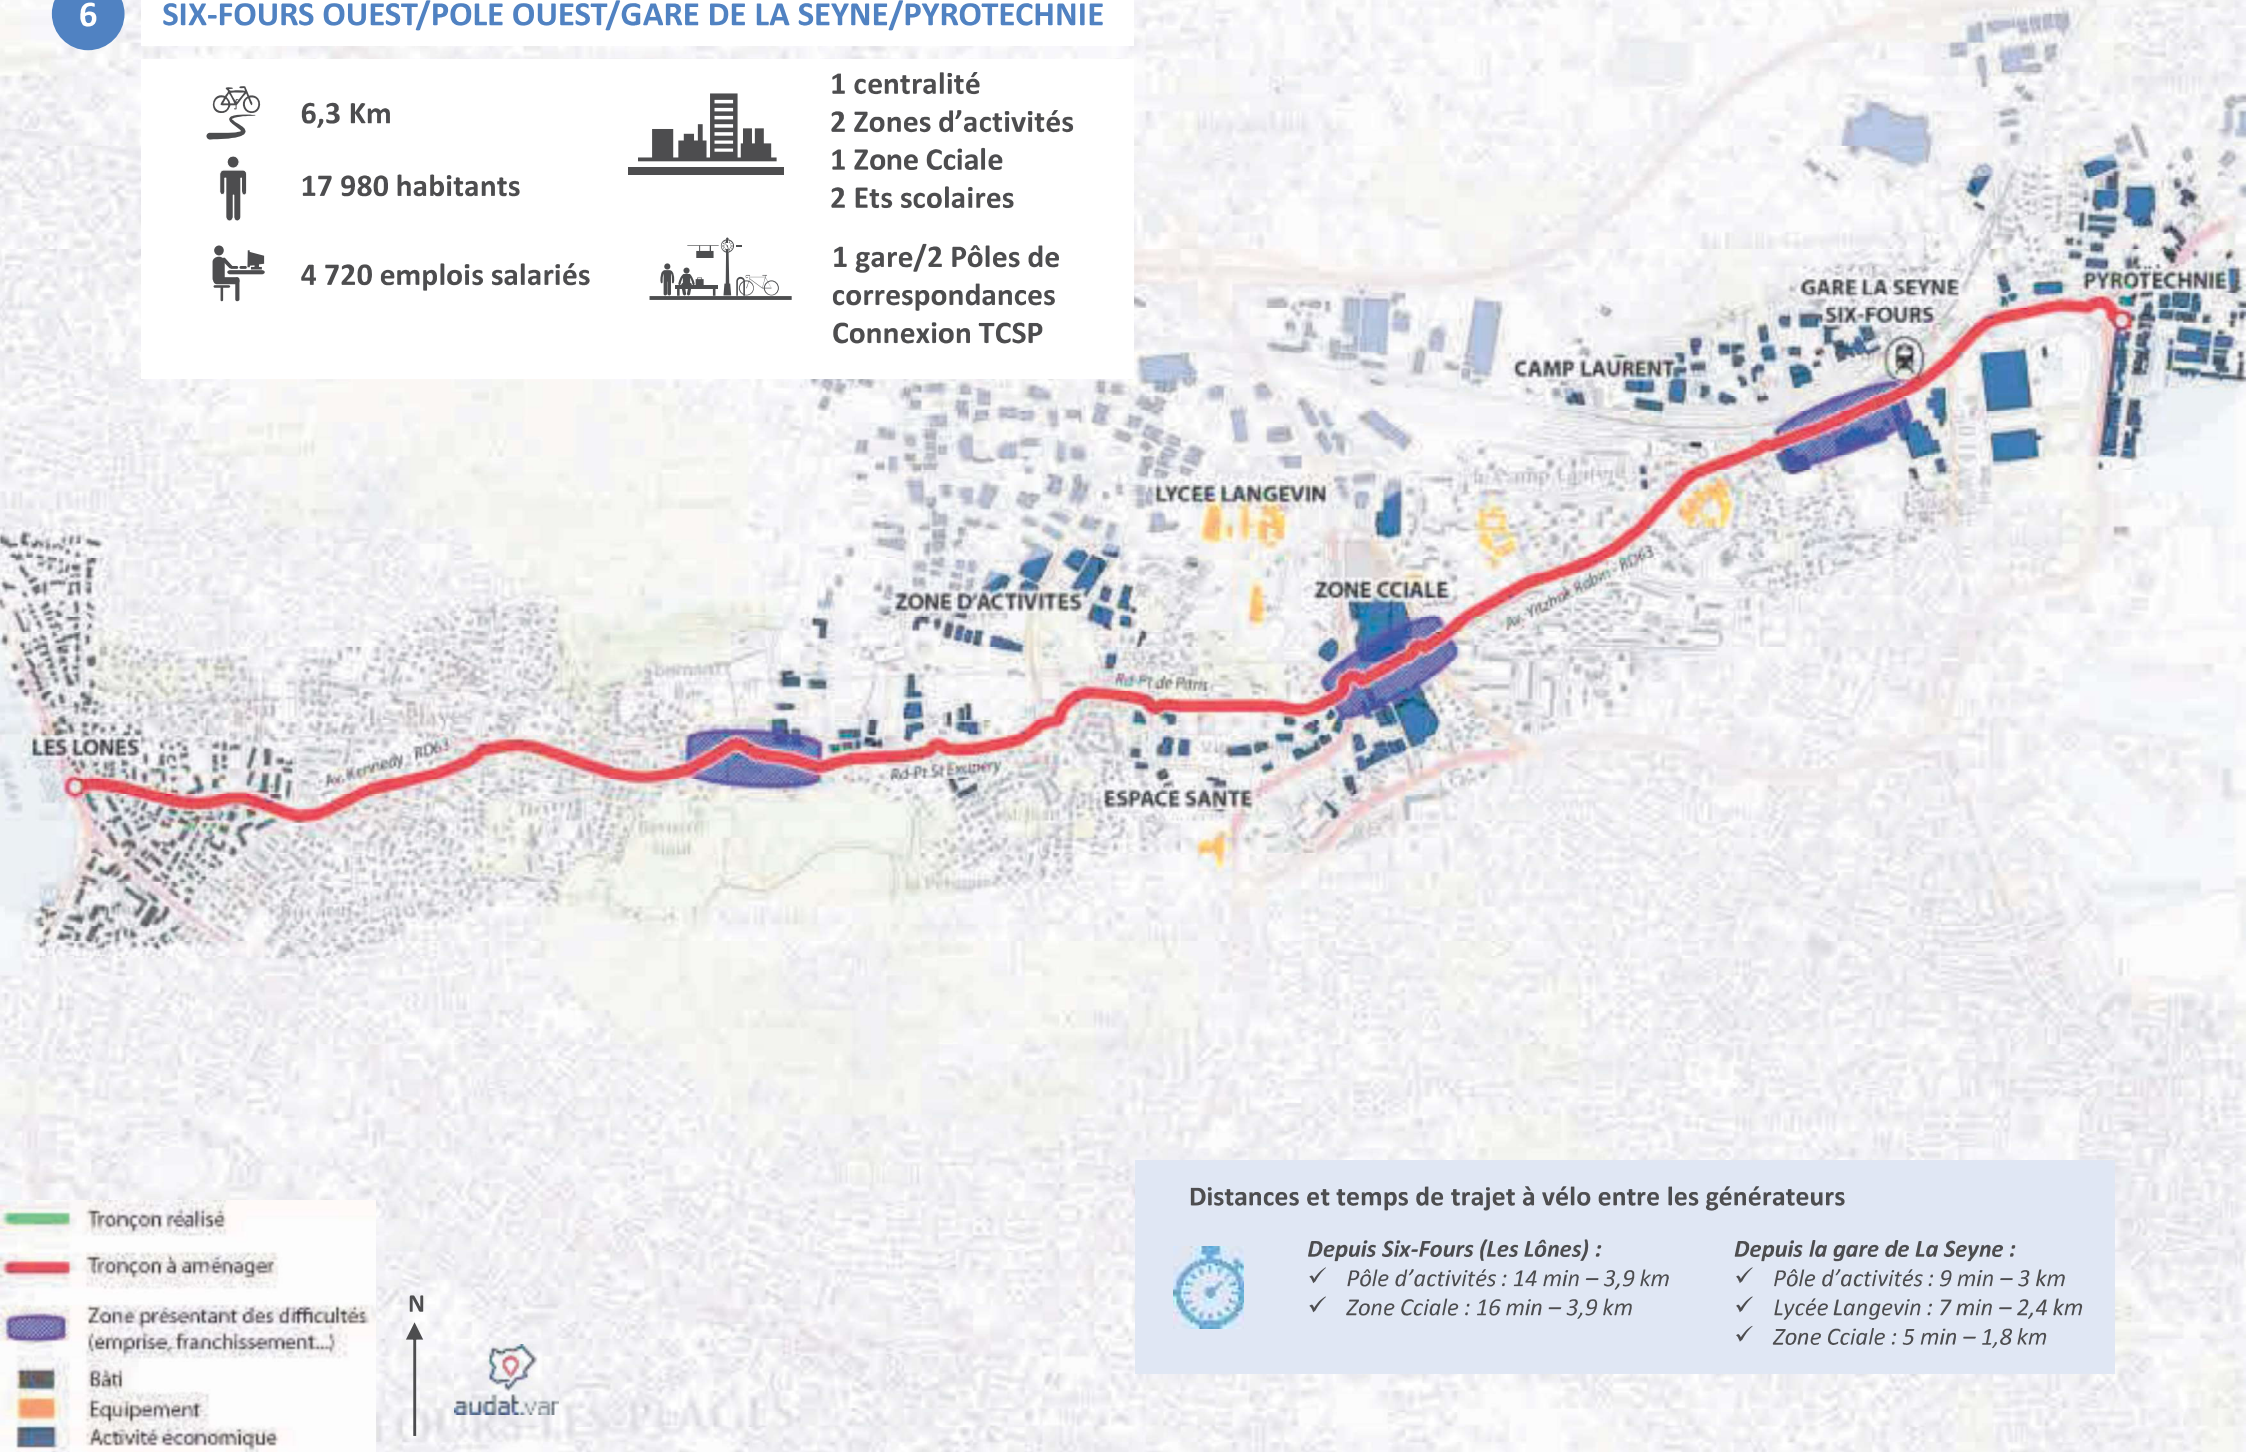 6
SIX-FOURS OUEST/POLE OUEST/GARE DE LA SEYNE/PYROTECHNIE
6,3 Km
17 980 habitants
4 720 emplois salariés
1 centralité
2 Zones d’activités
1 Zone Cciale
2 Ets scolaires
1 gare/2 Pôles de
correspondances
Connexion TCSP
PYROTECHNIE
GARE LA SEYNE
SIX-FOURS
CAMP LAURENT
LYCEE LANGEVIN
ZONE CCIALE
ZONE D'ACTIVITES
Av. Yitzhak Rabin - RD63
Rd-Pt de Paris
LES LONES
Av. Kennedy - RD63
Rd-Pt St Exupery
ESPACE SANTE
Distances et temps de trajet à vélo entre les générateurs
Depuis Six-Fours (Les Lônes) :
✓ Pôle d’activités : 14 min – 3,9 km
✓ Zone Cciale : 16 min – 3,9 km
Depuis la gare de La Seyne :
✓ Pôle d’activités : 9 min – 3 km
✓ Lycée Langevin : 7 min – 2,4 km
✓ Zone Cciale : 5 min – 1,8 km
Tronçon réalisé
Tronçon à aménager
Zone présentant des difficultés
(emprise, franchissement...)
Bâti
Equipement
Activité économique
N
audat.var
PLAGES